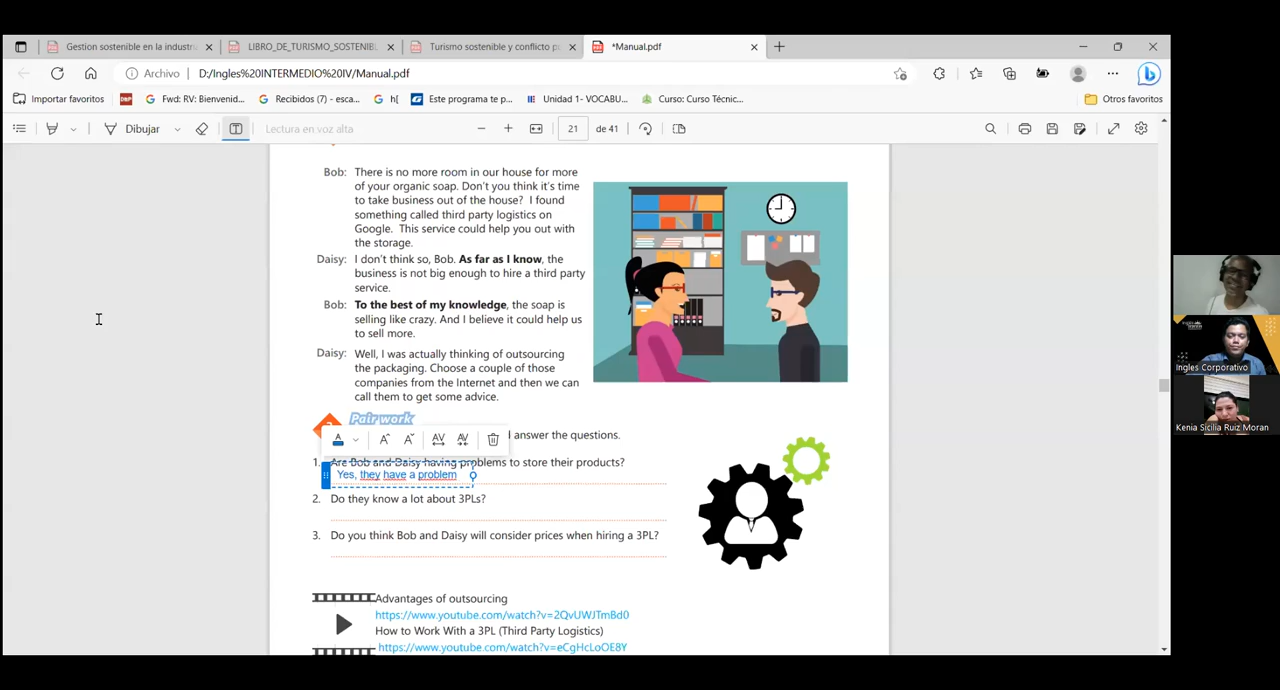 Gestion sostenible en la industri
LIBRO_DE_TURISMO_SOSTENIBL
Turismo sostenible y conflicto pu
*Manual.pdf
Archivo | D:/Ingles%20INTERMEDIO%20IV/Manual.pdf
Importar favoritos
Fwd: RV: Bienvenid...
Recibidos (7) - esca...
h[
Este programa te p...
Unidad 1- VOCABU...
Curso: Curso Técnic...
Otros favoritos
Dibujar
Lectura en voz alta
21 de 41
Bob: There is no more room in our house for more
of your organic soap. Don't you think it's time
to take business out of the house? I found
something called third party logistics on
Google. This service could help you out with
the storage.
Daisy: I don't think so, Bob. As far as I know, the
business is not big enough to hire a third party
service.
Bob: To the best of my knowledge, the soap is
selling like crazy. And I believe it could help us
to sell more.
Daisy: Well, I was actually thinking of outsourcing
the packaging. Choose a couple of those
companies from the Internet and then we can
call them to get some advice.
Pair work
answer the questions.
1. Are Bob and Daisy having problems to store their products?
Yes, they have a problem
2. Do they know a lot about 3PLs?
3. Do you think Bob and Daisy will consider prices when hiring a 3PL?
Advantages of outsourcing
https://www.youtube.com/watch?v=2QvUWJTmBd0
How to Work With a 3PL (Third Party Logistics)
https://www.youtube.com/watch?v=eCgHcLoOE8Y
Ingles Corporativo
Kenia Sicilia Ruiz Moran